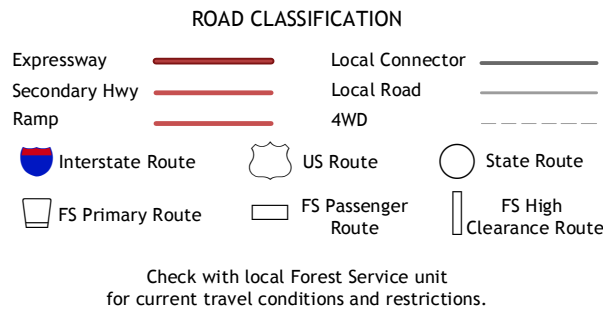 ROAD CLASSIFICATION
Expressway
Local Connector
Secondary Hwy
Local Road
Ramp
4WD
Interstate Route
US Route
State Route
FS Primary Route
FS Passenger
Route
FS High
Clearance Route
Check with local Forest Service unit
for current travel conditions and restrictions.